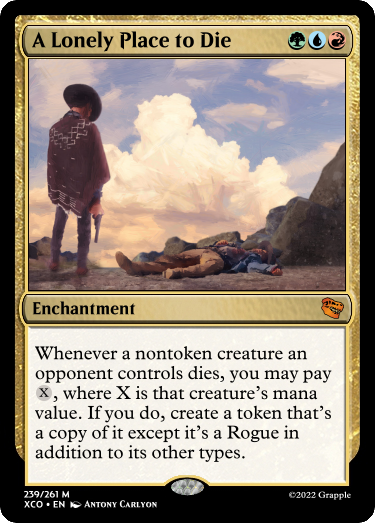 A Lonely Place to Die
Enchantment
Whenever a nontoken creature an
opponent controls dies, you may pay
X, where X is that creature's mana
value. If you do, create a token that's
a copy of it except it's a Rogue in
addition to its other types.
239/261 M
XCO • EN Antony Carlyon
©2022 Grapple